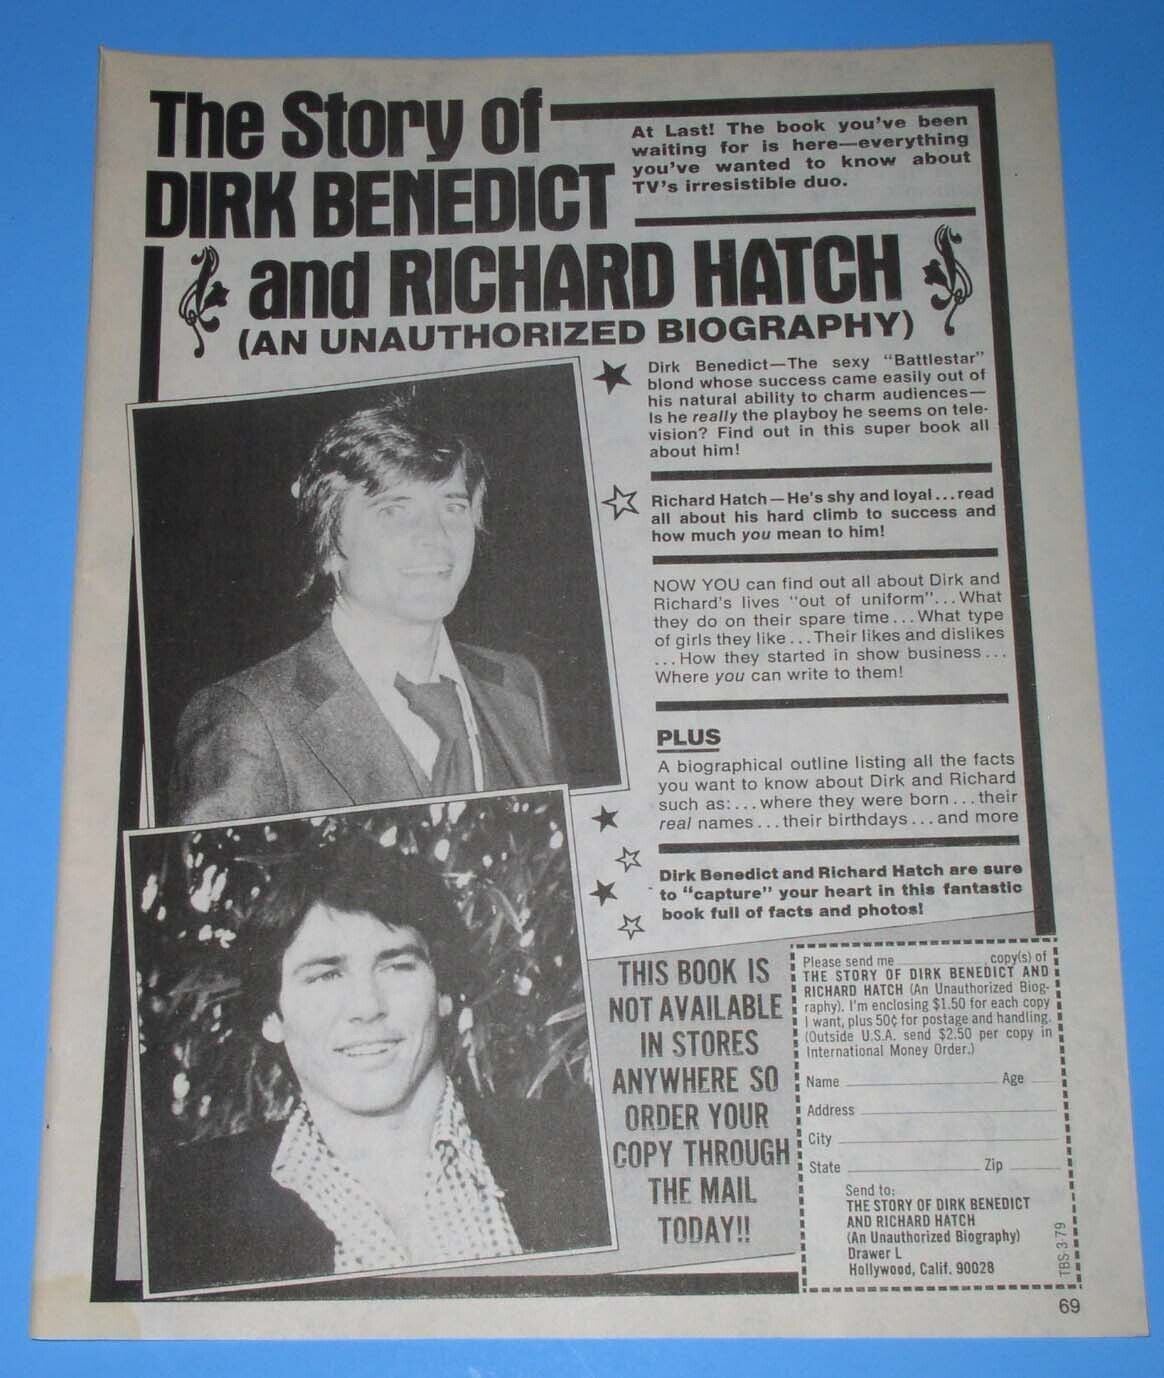 The Story of
DIRK BENEDICT
and RICHARD HATCH
(AN UNAUTHORIZED BIOGRAPHY)
At Last! The book you've been
waiting for is here—everything
you've wanted to know about
TV's irresistible duo.
Dirk Benedict—The sexy "Battlestar"
blond whose success came easily out of
his natural ability to charm audiences—
Is he really the playboy he seems on tele-
vision? Find out in this super book all
about him!
Richard Hatch—He's shy and loyal...read
all about his hard climb to success and
how much you mean to him!
NOW YOU can find out all about Dirk and
Richard's lives "out of uniform"...What
they do on their spare time...What type
of girls they like...Their likes and dislikes
...How they started in show business...
Where you can write to them!
PLUS
A biographical outline listing all the facts
you want to know about Dirk and Richard
such as:...where they were born...their
real names...their birthdays...and more
Dirk Benedict and Richard Hatch are sure
to "capture" your heart in this fantastic
book full of facts and photos!
THIS BOOK IS
NOT AVAILABLE
IN STORES
ANYWHERE SO
ORDER YOUR
COPY THROUGH
THE MAIL
TODAY!!
Please send me ____ copy(s) of
THE STORY OF DIRK BENEDICT AND
RICHARD HATCH (An Unauthorized Biog-
raphy). I'm enclosing $1.50 for each copy
I want, plus 50¢ for postage and handling.
(Outside U.S.A. send $2.50 per copy in
International Money Order.)
Name ____ Age ____
Address ____
City ____
State ____ Zip ____
Send to:
THE STORY OF DIRK BENEDICT
AND RICHARD HATCH
(An Unauthorized Biography)
Drawer L
Hollywood, Calif. 90028
TBS 3-79
69